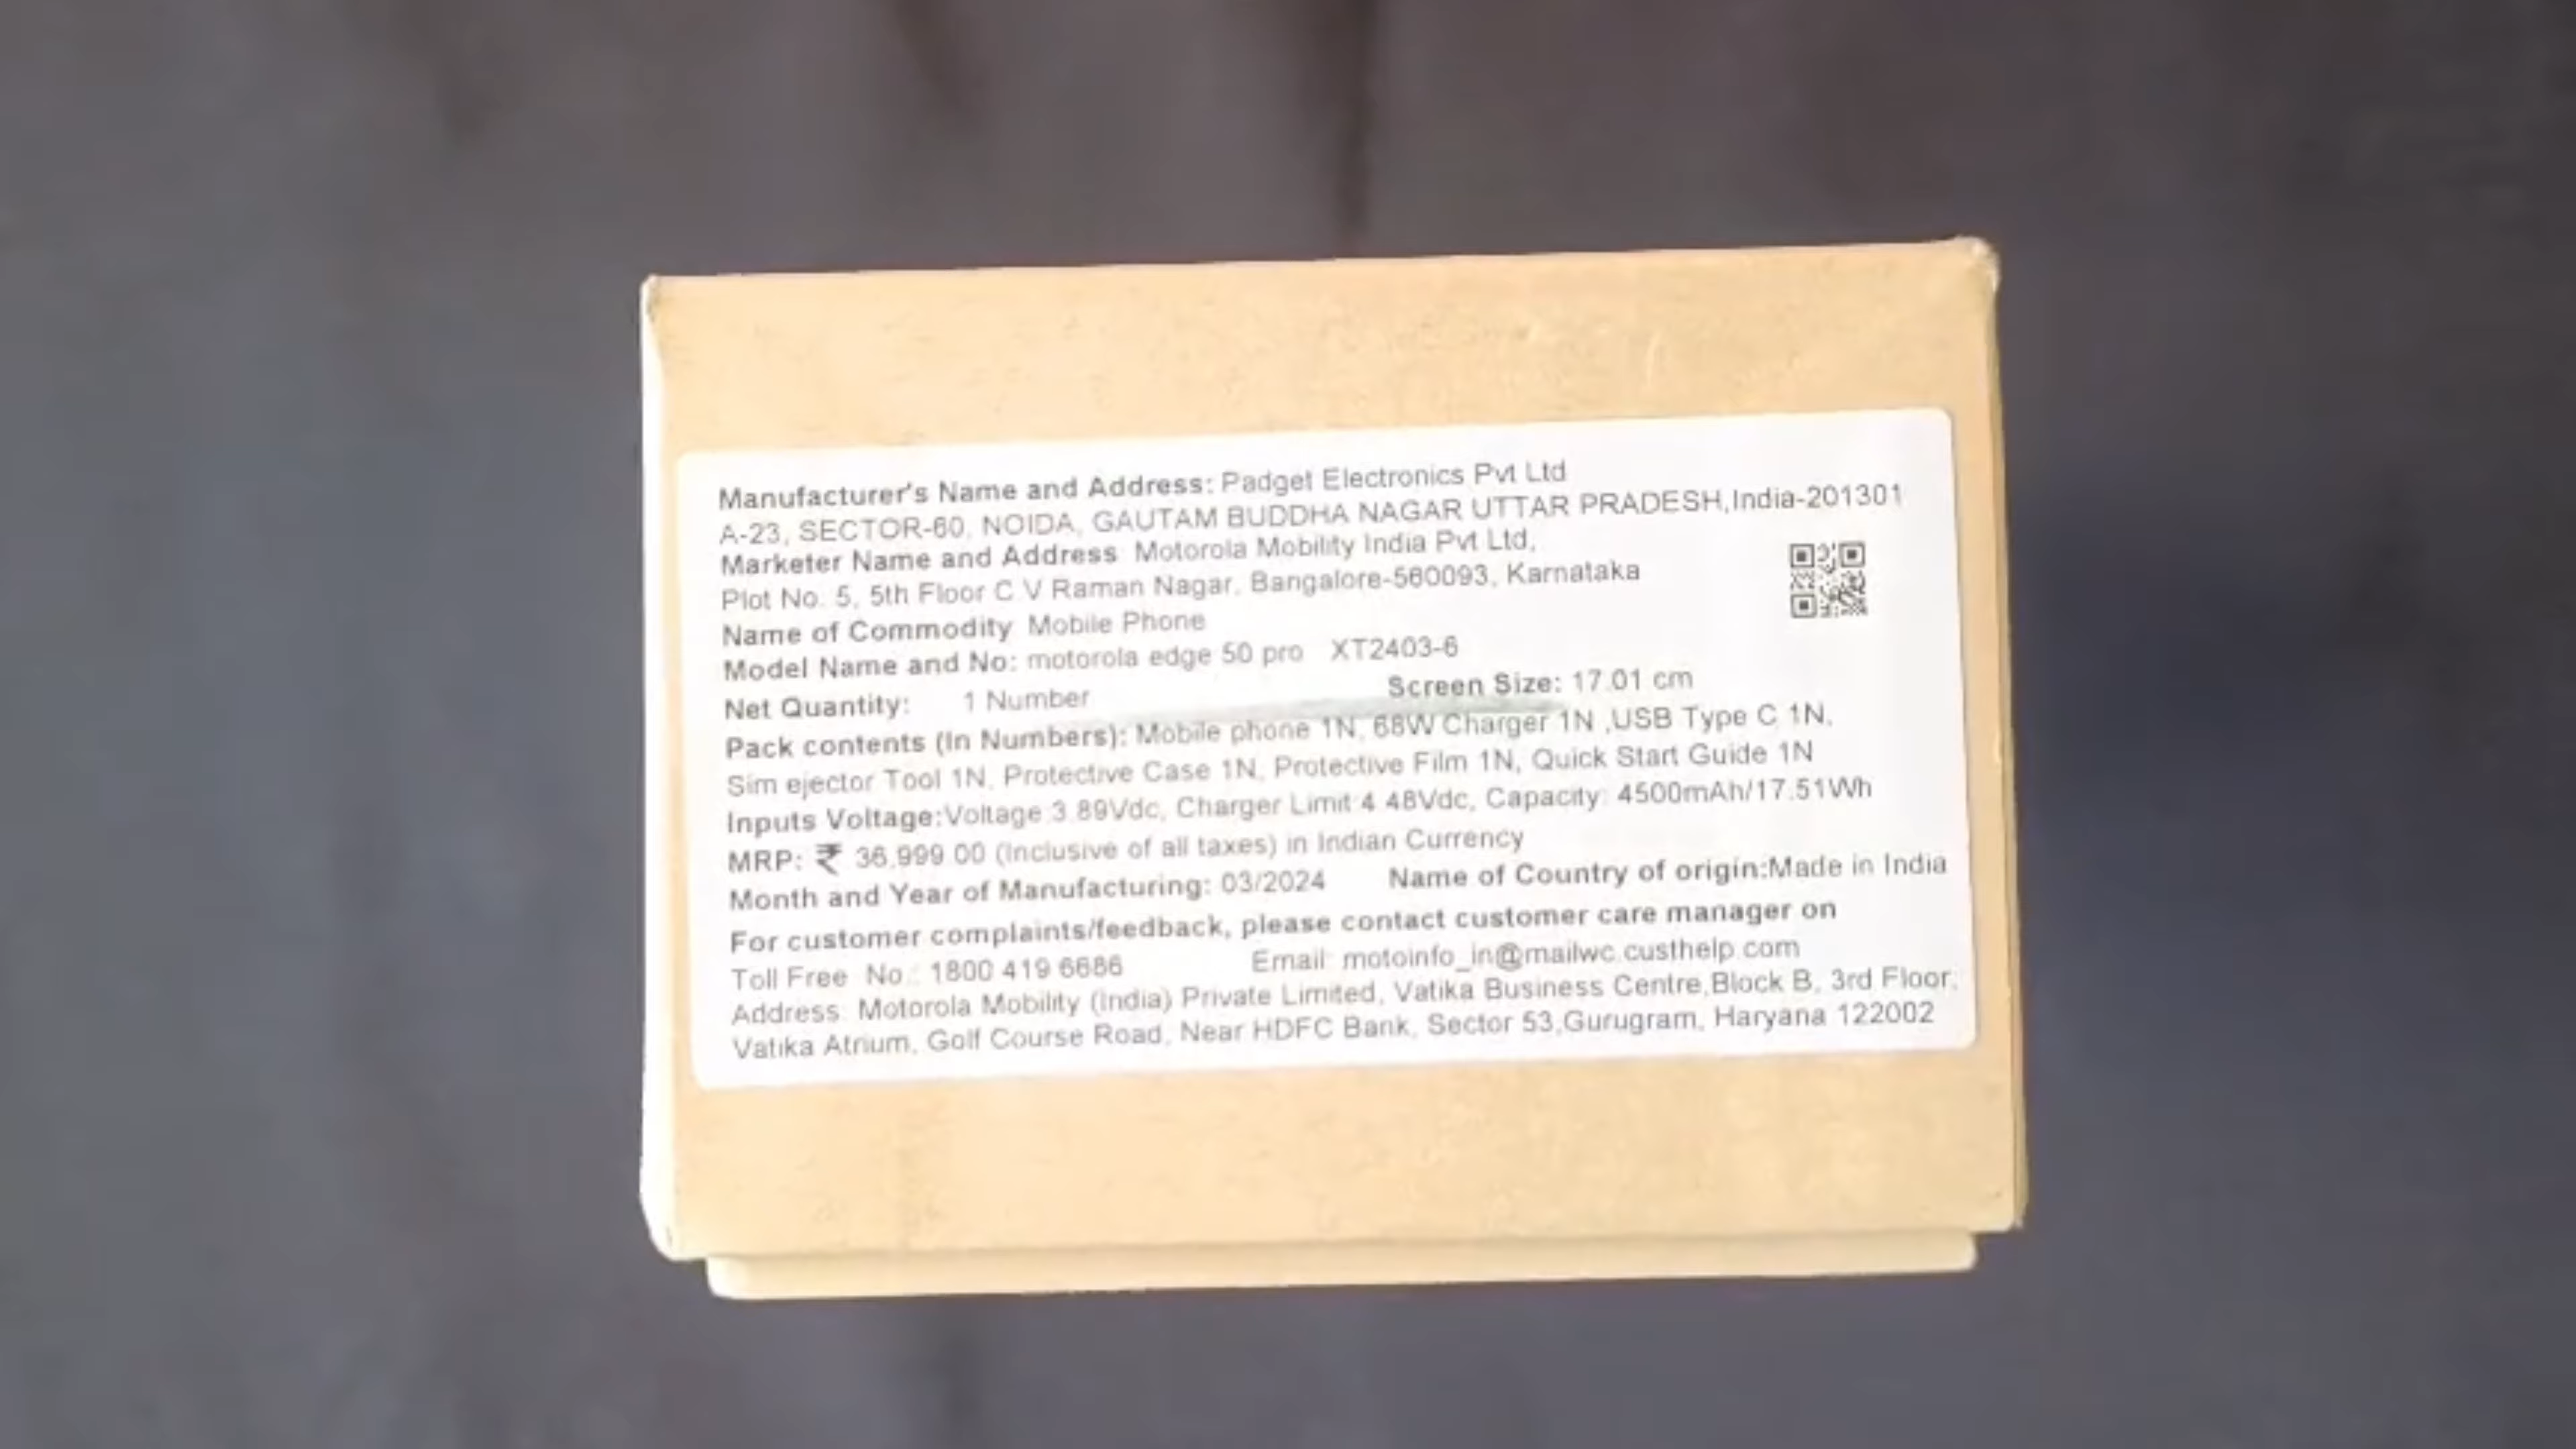 Manufacturer's Name and Address: Padget Electronics Pvt Ltd
A-23, SECTOR-60, NOIDA, GAUTAM BUDDHA NAGAR UTTAR PRADESH,India-201301
Marketer Name and Address Motorola Mobility India Pvt Ltd,
Plot No. 5, 5th Floor C V Raman Nagar, Bangalore-560093, Karnataka
Name of Commodity Mobile Phone
Model Name and No: motorola edge 50 pro XT2403-6
Net Quantity: 1 Number Screen Size: 17.01 cm
Pack contents (In Numbers): Mobile phone 1N, 68W Charger 1N ,USB Type C 1N,
Sim ejector Tool 1N, Protective Case 1N, Protective Film 1N, Quick Start Guide 1N
Inputs Voltage:Voltage 3.89Vdc, Charger Limit 4.48Vdc, Capacity: 4500mAh/17.51Wh
MRP: ₹ 36,999.00 (Inclusive of all taxes) in Indian Currency
Month and Year of Manufacturing: 03/2024 Name of Country of origin:Made in India
For customer complaints/feedback, please contact customer care manager on
Toll Free No.: 1800 419 6686 Email: motoinfo_in@mailwc.custhelp.com
Address: Motorola Mobility (India) Private Limited, Vatika Business Centre,Block B, 3rd Floor,
Vatika Atrium, Golf Course Road, Near HDFC Bank, Sector 53,Gurugram, Haryana 122002